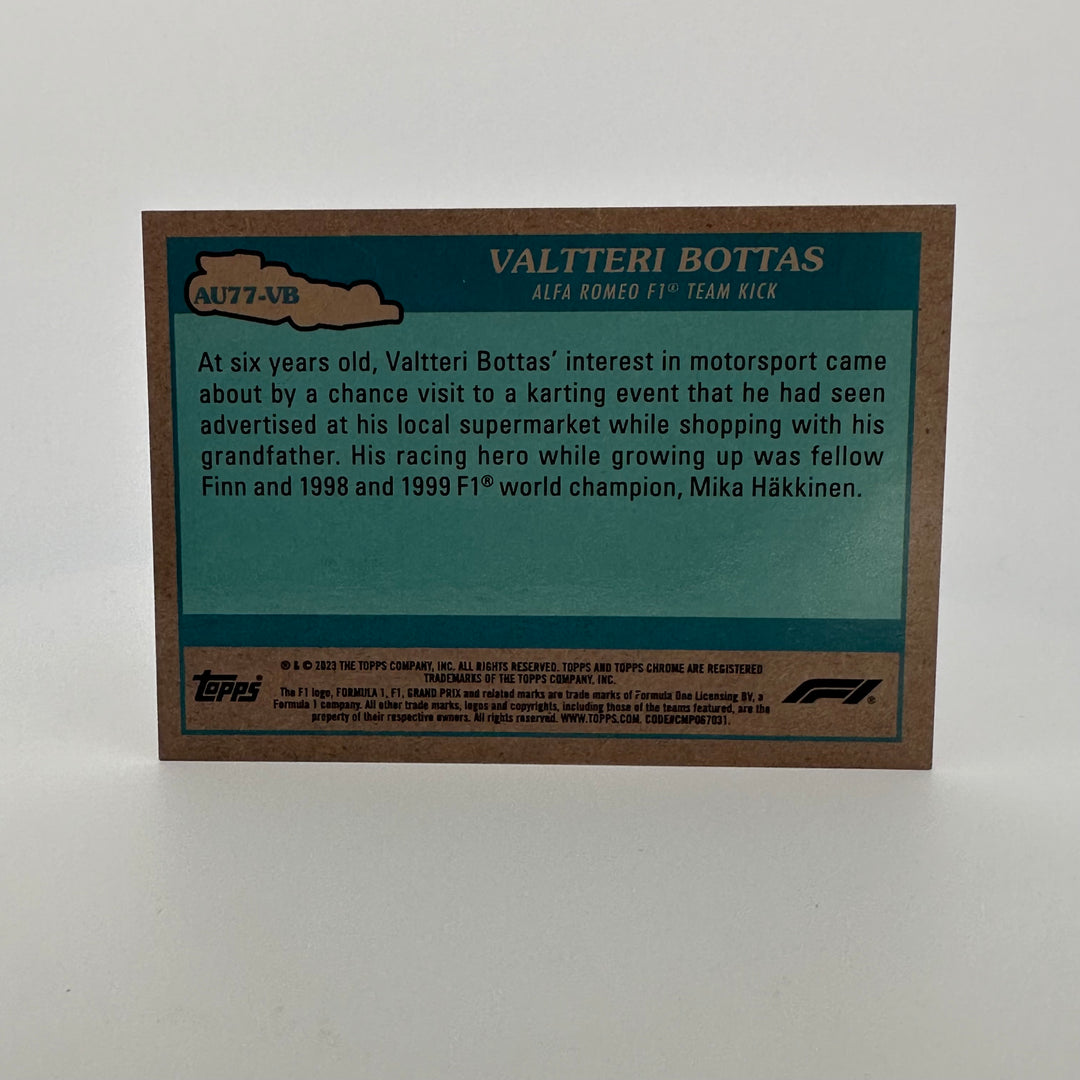 AU77-VB
VALTTERI BOTTAS
ALFA ROMEO F1® TEAM KICK
At six years old, Valtteri Bottas' interest in motorsport came
about by a chance visit to a karting event that he had seen
advertised at his local supermarket while shopping with his
grandfather. His racing hero while growing up was fellow
Finn and 1998 and 1999 F1® world champion, Mika Häkkinen.
topps
® & © 2023 THE TOPPS COMPANY, INC. ALL RIGHTS RESERVED. TOPPS AND TOPPS CHROME ARE REGISTERED
TRADEMARKS OF THE TOPPS COMPANY, INC.
The F1 logo, FORMULA 1, F1, GRAND PRIX and related marks are trade marks of Formula One Licensing BV, a
Formula 1 company. All other trade marks, logos and copyrights, including those of the teams featured, are the
property of their respective owners. All rights reserved. WWW.TOPPS.COM. CODE#CMP067031.
F1®